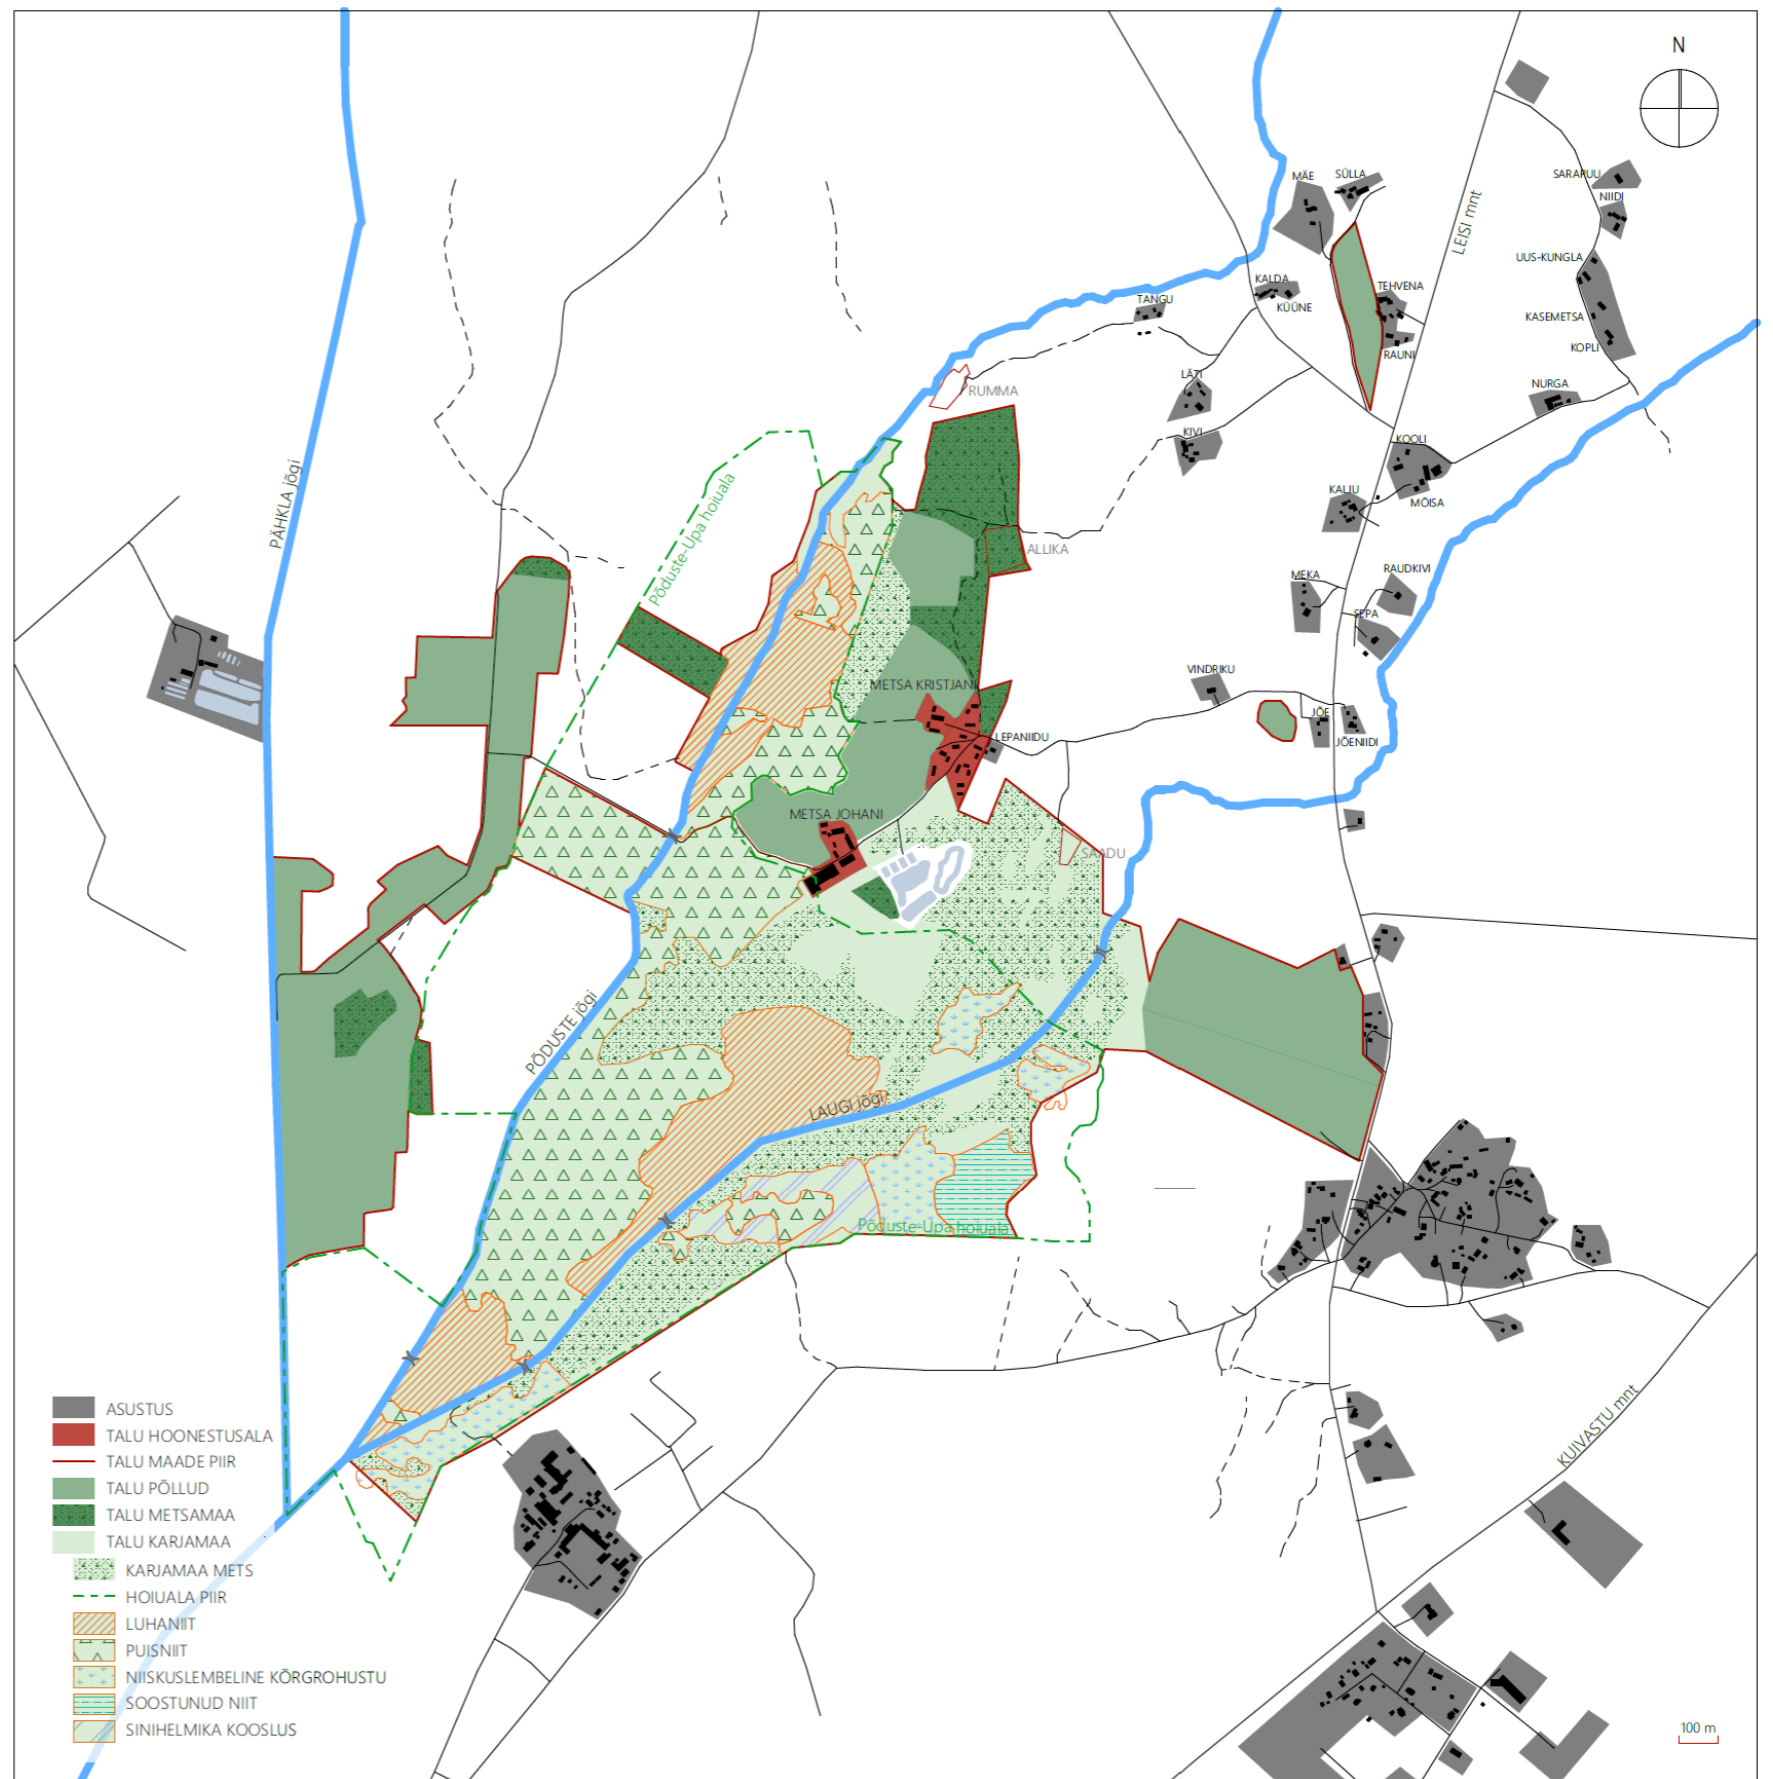 N
MÄE
SÜLLA
SARAPUU
NIIDI
LEISI mnt
UUS-KUNGLA
KALDA
KÜÜNE
TEHVENA
TANGU
KASEMETSA
RAUNI
KOPLI
LÄTI
RUMMA
NURGA
KIVI
KOOLI
PÄHKLA jõgi
Põduste-Upa hoiuala
KALJU
MÕISA
ALLIKA
MEKA
RAUDKIVI
SEPA
VINDRIKU
METSA KRISTJANI
JÕE
LEPANIIDU
JÕENIIDI
METSA JOHANI
SAADU
PÕDUSTE jõgi
LAUGI jõgi
Põduste-Upa hoiuala
KUIVASTU mnt
ASUSTUS
TALU HOONESTUSALA
TALU MAADE PIIR
TALU PÕLLUD
TALU METSAMAA
TALU KARJAMAA
KARJAMAA METS
HOIUALA PIIR
LUHANIIT
PUISNIIT
NIISKUSLEMBELINE KÕRGROHUSTU
SOOSTUNUD NIIT
SINIHELMIKA KOOSLUS
100 m